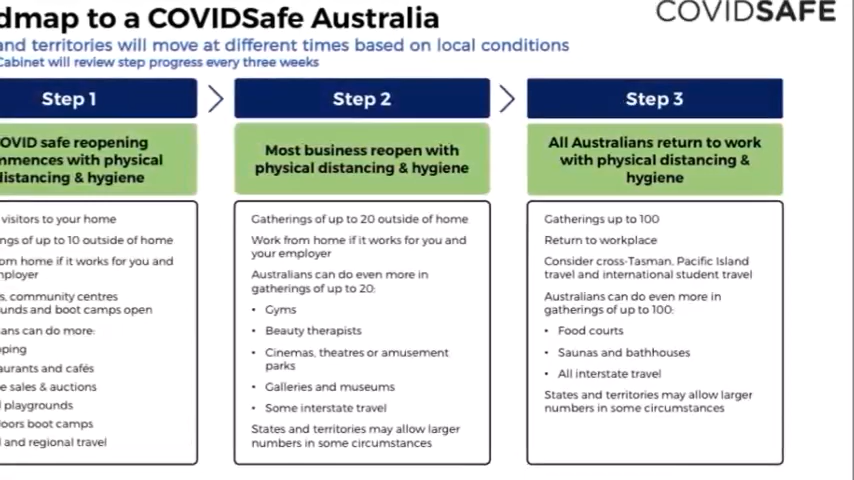 dmap to a COVIDSafe Australia
COVIDSAFE
and territories will move at different times based on local conditions
Cabinet will review step progress every three weeks
Step 1
OVID safe reopening
mmences with physical
distancing & hygiene
visitors to your home
ngs of up to 10 outside of home
om home if it works for you and
mployer
s, community centres
unds and boot camps open
ans can do more:
ping
aurants and cafés
e sales & auctions
playgrounds
doors boot camps
and regional travel
Step 2
Most business reopen with
physical distancing & hygiene
Gatherings of up to 20 outside of home
Work from home if it works for you and
your employer
Australians can do even more in
gatherings of up to 20:
• Gyms
• Beauty therapists
• Cinemas, theatres or amusement
parks
• Galleries and museums
• Some interstate travel
States and territories may allow larger
numbers in some circumstances
Step 3
All Australians return to work
with physical distancing &
hygiene
Gatherings up to 100
Return to workplace
Consider cross-Tasman, Pacific Island
travel and international student travel
Australians can do even more in
gatherings of up to 100:
• Food courts
• Saunas and bathhouses
• All interstate travel
States and territories may allow larger
numbers in some circumstances